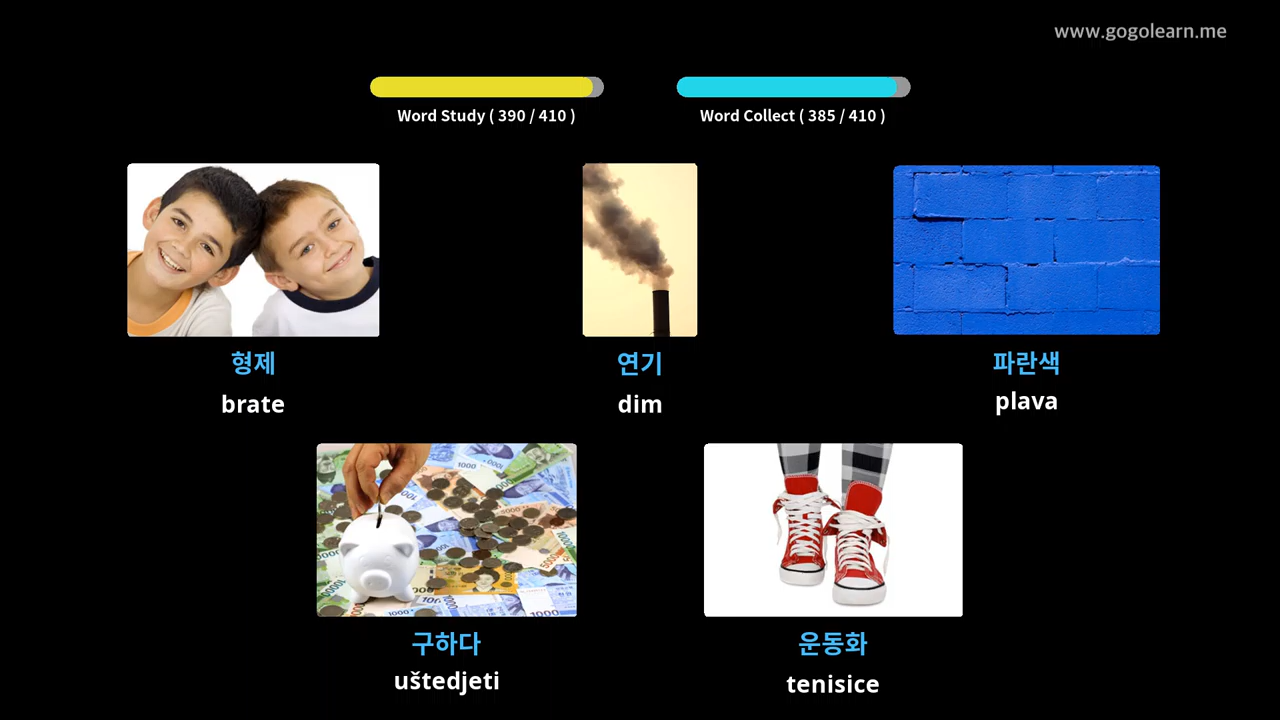 www.gogolearn.me
Word Study ( 390 / 410 )
Word Collect ( 385 / 410 )
형제
brate
연기
dim
파란색
plava
구하다
uštedjeti
운동화
tenisice